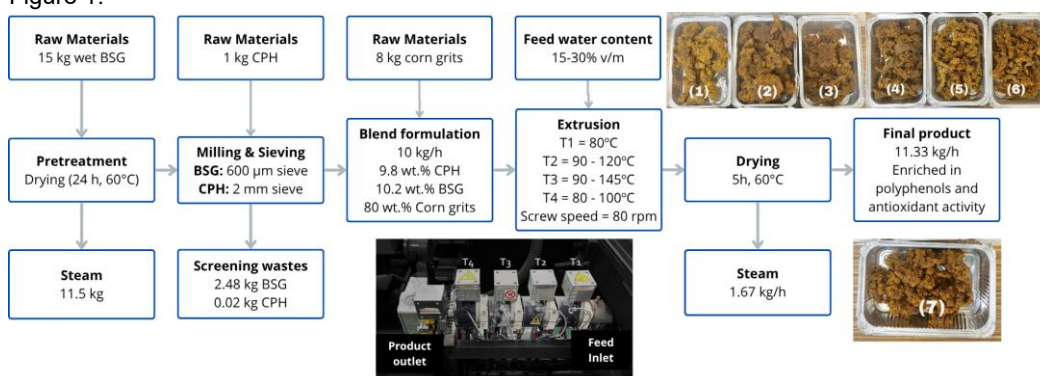 Figure 1.
Raw Materials
15 kg wet BSG
Raw Materials
1 kg CPH
Raw Materials
8 kg corn grits
Feed water content
15-30% v/m
(1)
(2)
(3)
(4)
(5)
(6)
Pretreatment
Drying (24 h, 60°C)
Milling & Sieving
BSG: 600 µm sieve
CPH: 2 mm sieve
Blend formulation
10 kg/h
9.8 wt.% CPH
10.2 wt.% BSG
80 wt.% Corn grits
Extrusion
T1 = 80ºC
T2 = 90 - 120ºC
T3 = 90 - 145ºC
T4 = 80 - 100ºC
Screw speed = 80 rpm
Drying
5h, 60°C
Final product
11.33 kg/h
Enriched in
polyphenols and
antioxidant activity
Steam
11.5 kg
Screening wastes
2.48 kg BSG
0.02 kg CPH
T4
T3
T2
T1
Product
outlet
Feed
Inlet
Steam
1.67 kg/h
(7)